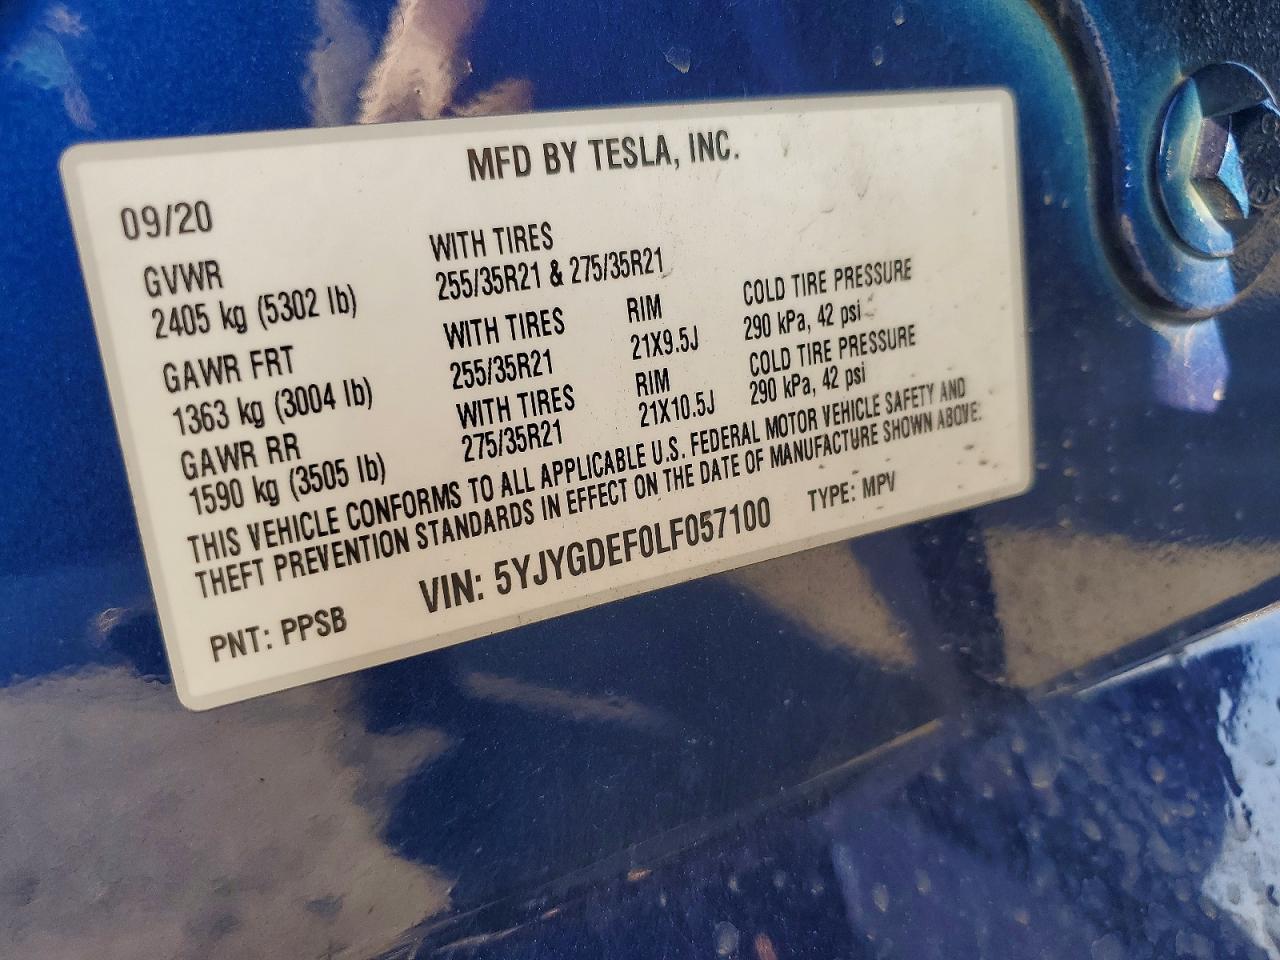 MFD BY TESLA, INC.
09/20
GVWR WITH TIRES
2405 kg (5302 lb) 255/35R21 & 275/35R21
GAWR FRT WITH TIRES RIM COLD TIRE PRESSURE
1363 kg (3004 lb) 255/35R21 21X9.5J 290 kPa, 42 psi
GAWR RR WITH TIRES RIM COLD TIRE PRESSURE
1590 kg (3505 lb) 275/35R21 21X10.5J 290 kPa, 42 psi
THIS VEHICLE CONFORMS TO ALL APPLICABLE U.S. FEDERAL MOTOR VEHICLE SAFETY AND
THEFT PREVENTION STANDARDS IN EFFECT ON THE DATE OF MANUFACTURE SHOWN ABOVE.
PNT: PPSB VIN: 5YJYGDEF0LF057100 TYPE: MPV